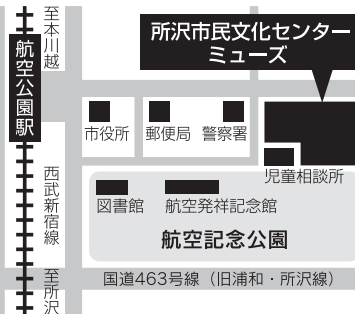 至本川越
航空公園駅
西武新宿線
至所沢
所沢市民文化センター
ミューズ
市役所
郵便局
警察署
児童相談所
図書館
航空発祥記念館
航空記念公園
国道463号線（旧浦和・所沢線）